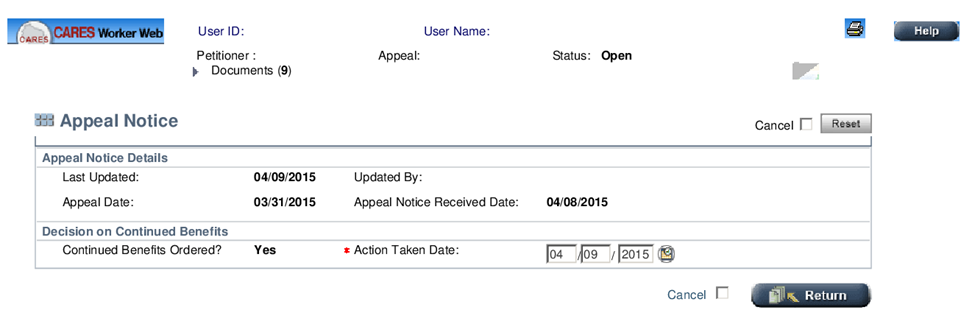 CARES CARES Worker Web User ID: User Name: Help
Petitioner : Appeal: Status: Open
Documents (9)
Appeal Notice Cancel Reset
Appeal Notice Details
Last Updated: 04/09/2015 Updated By:
Appeal Date: 03/31/2015 Appeal Notice Received Date: 04/08/2015
Decision on Continued Benefits
Continued Benefits Ordered? Yes * Action Taken Date: 04 / 09 / 2015
Cancel Return